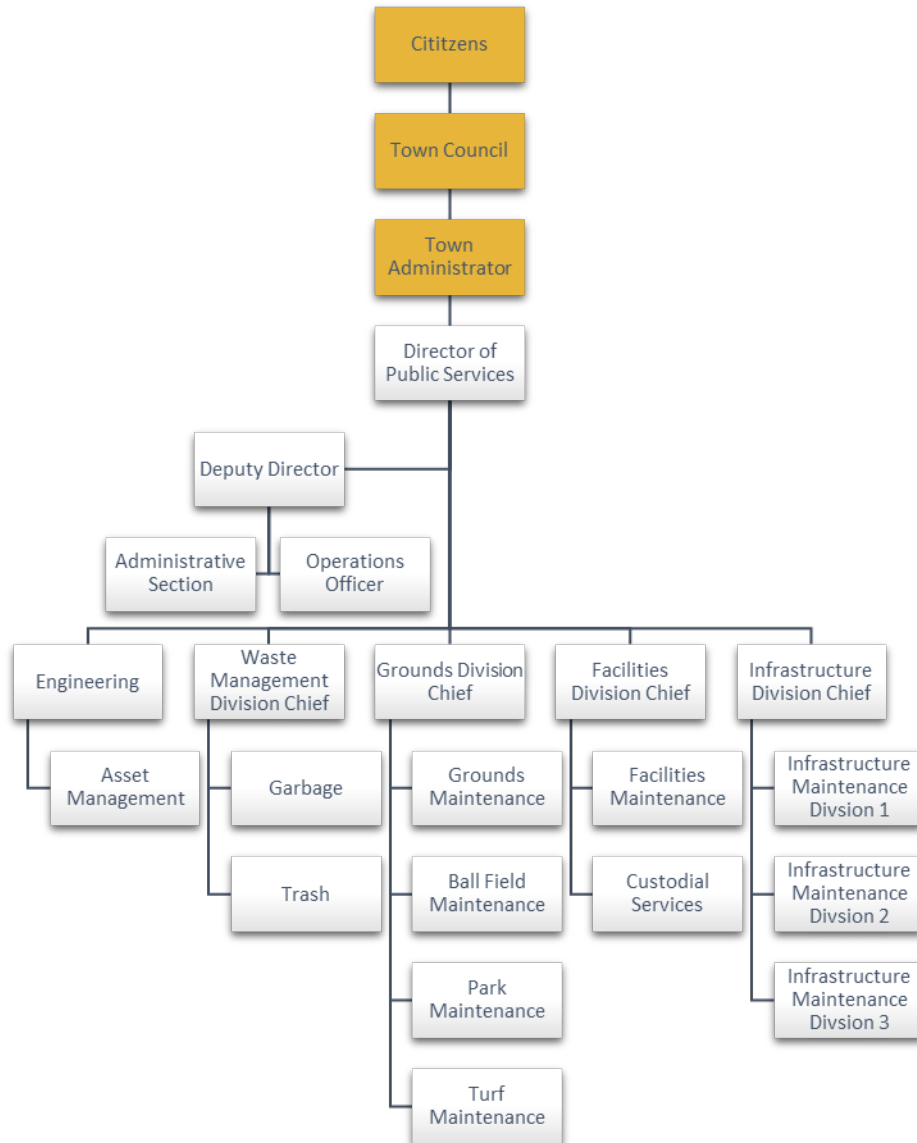 Cititzens
Town Council
Town
Administrator
Director of
Public Services
Deputy Director
Administrative
Section
Operations
Officer
Engineering
Waste
Management
Division Chief
Grounds Division
Chief
Facilities
Division Chief
Infrastructure
Division Chief
Asset
Management
Garbage
Trash
Grounds
Maintenance
Ball Field
Maintenance
Park
Maintenance
Turf
Maintenance
Facilities
Maintenance
Custodial
Services
Infrastructure
Maintenance
Divsion 1
Infrastructure
Maintenance
Divsion 2
Infrastructure
Maintenance
Divsion 3